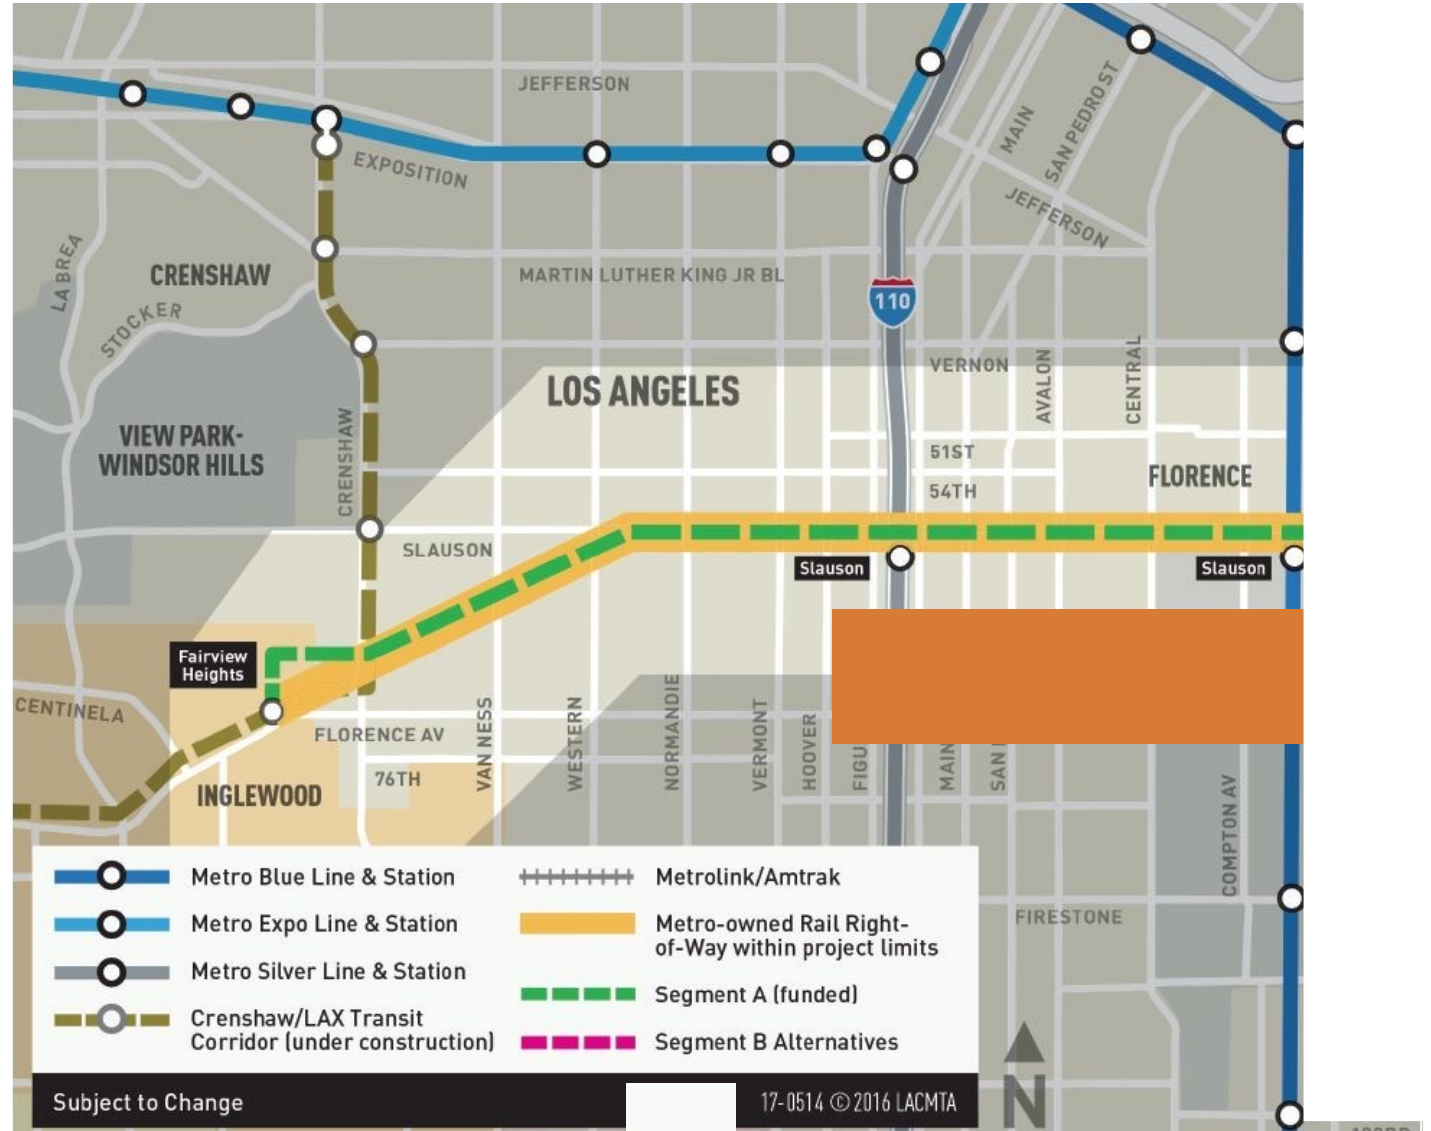 JEFFERSON
MAIN
SAN PEDRO ST
EXPOSITION
JEFFERSON
LA BREA
CRENSHAW
MARTIN LUTHER KING JR BL
STOCKER
110
VERNON
AVALON
CENTRAL
LOS ANGELES
VIEW PARK-
WINDSOR HILLS
CRENSHAW
51ST
FLORENCE
54TH
SLAUSON
Slauson
Slauson
Fairview
Heights
CENTINELA
FLORENCE AV
VAN NESS
WESTERN
NORMANDIE
VERMONT
HOOVER
FIGU
MAIN
SAN
76TH
INGLEWOOD
COMPTON AV
FIRESTONE
Metro Blue Line & Station
Metro Expo Line & Station
Metro Silver Line & Station
Crenshaw/LAX Transit
Corridor (under construction)
Metrolink/Amtrak
Metro-owned Rail Right-
of-Way within project limits
Segment A (funded)
Segment B Alternatives
N
Subject to Change
17-0514 © 2016 LACMTA